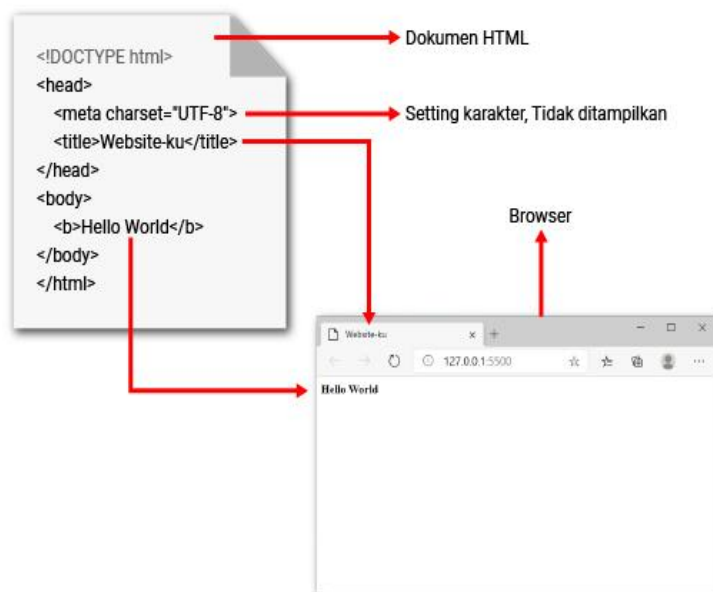 Dokumen HTML
<!DOCTYPE html>
<head>
<meta charset="UTF-8">
Setting karakter, Tidak ditampilkan
<title>Website-ku</title>
</head>
<body>
<b>Hello World</b>
</body>
</html>
Browser
Website-ku
127.0.0.1:5500
Hello World